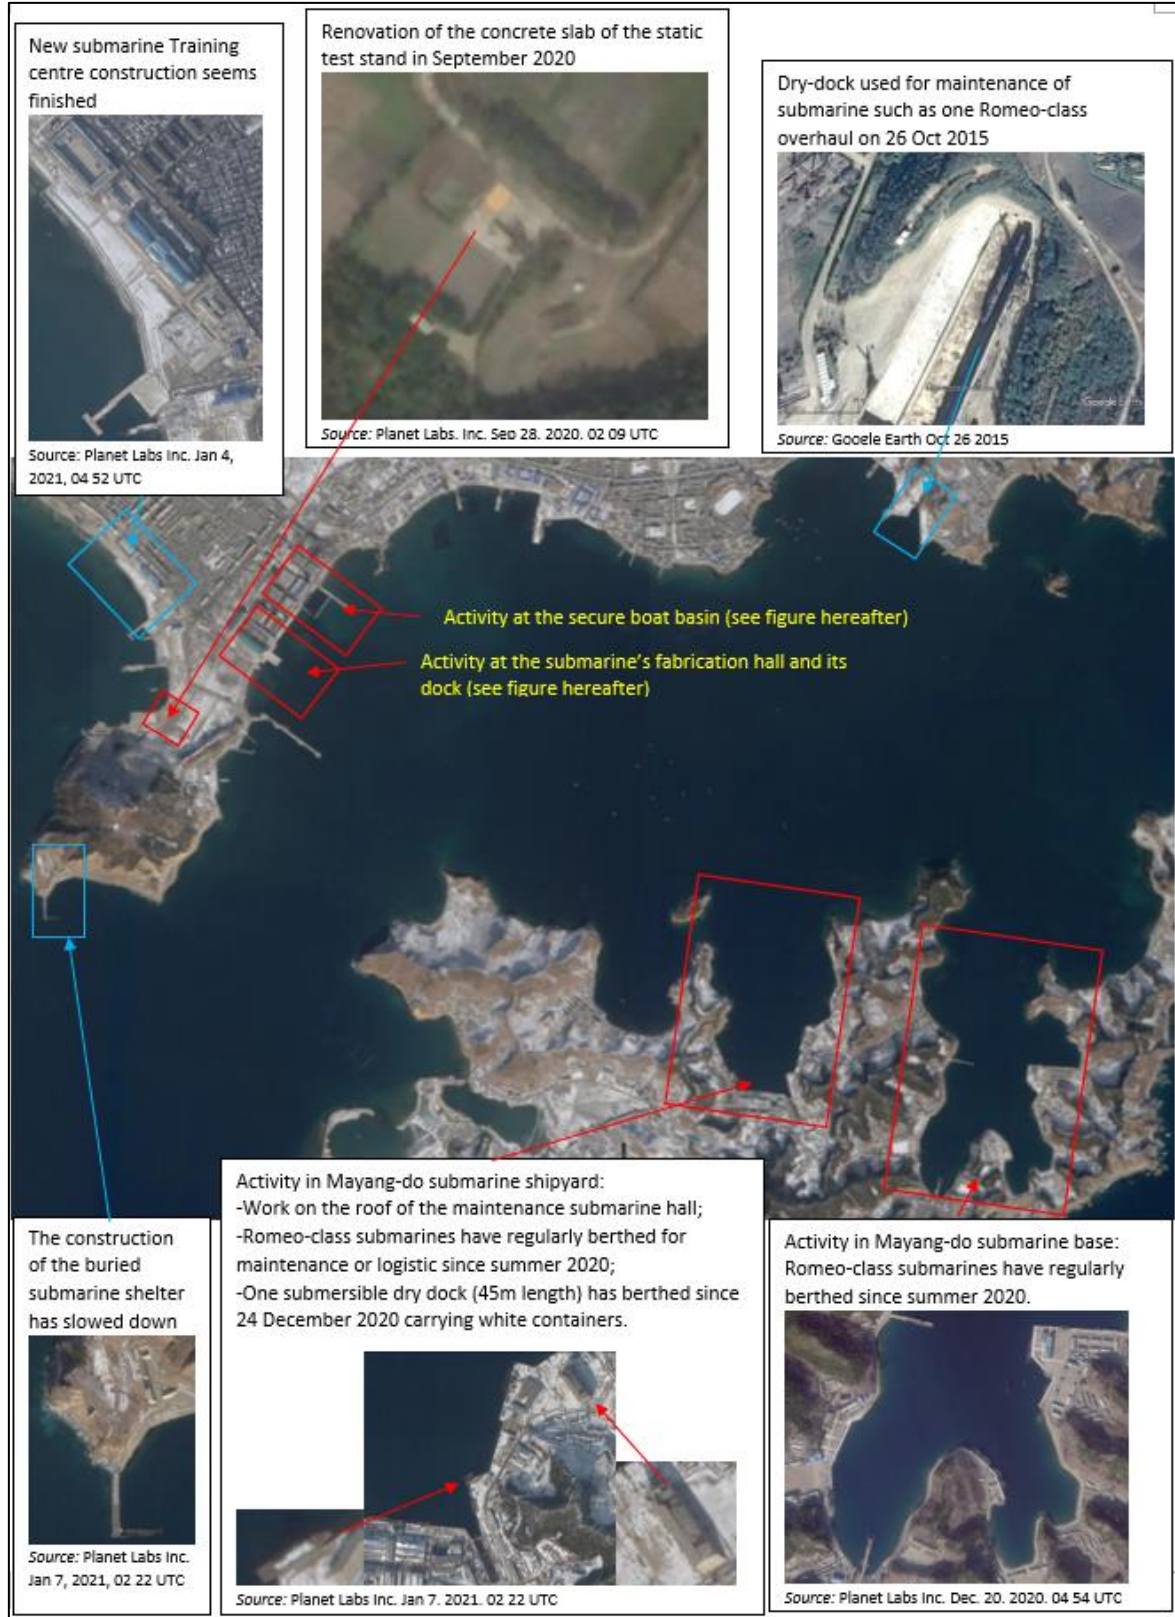 New submarine Training
centre construction seems
finished
Source: Planet Labs Inc. Jan 4,
2021, 04 52 UTC
Renovation of the concrete slab of the static
test stand in September 2020
Source: Planet Labs. Inc. Sep 28. 2020. 02 09 UTC
Dry-dock used for maintenance of
submarine such as one Romeo-class
overhaul on 26 Oct 2015
Google Earth
Source: Gooele Earth Oct 26 2015
Activity at the secure boat basin (see figure hereafter)
Activity at the submarine’s fabrication hall and its
dock (see figure hereafter)
The construction
of the buried
submarine shelter
has slowed down
Source: Planet Labs Inc.
Jan 7, 2021, 02 22 UTC
Activity in Mayang-do submarine shipyard:
-Work on the roof of the maintenance submarine hall;
-Romeo-class submarines have regularly berthed for
maintenance or logistic since summer 2020;
-One submersible dry dock (45m length) has berthed since
24 December 2020 carrying white containers.
Source: Planet Labs Inc. Jan 7. 2021. 02 22 UTC
Activity in Mayang-do submarine base:
Romeo-class submarines have regularly
berthed since summer 2020.
Source: Planet Labs Inc. Dec. 20. 2020. 04 54 UTC